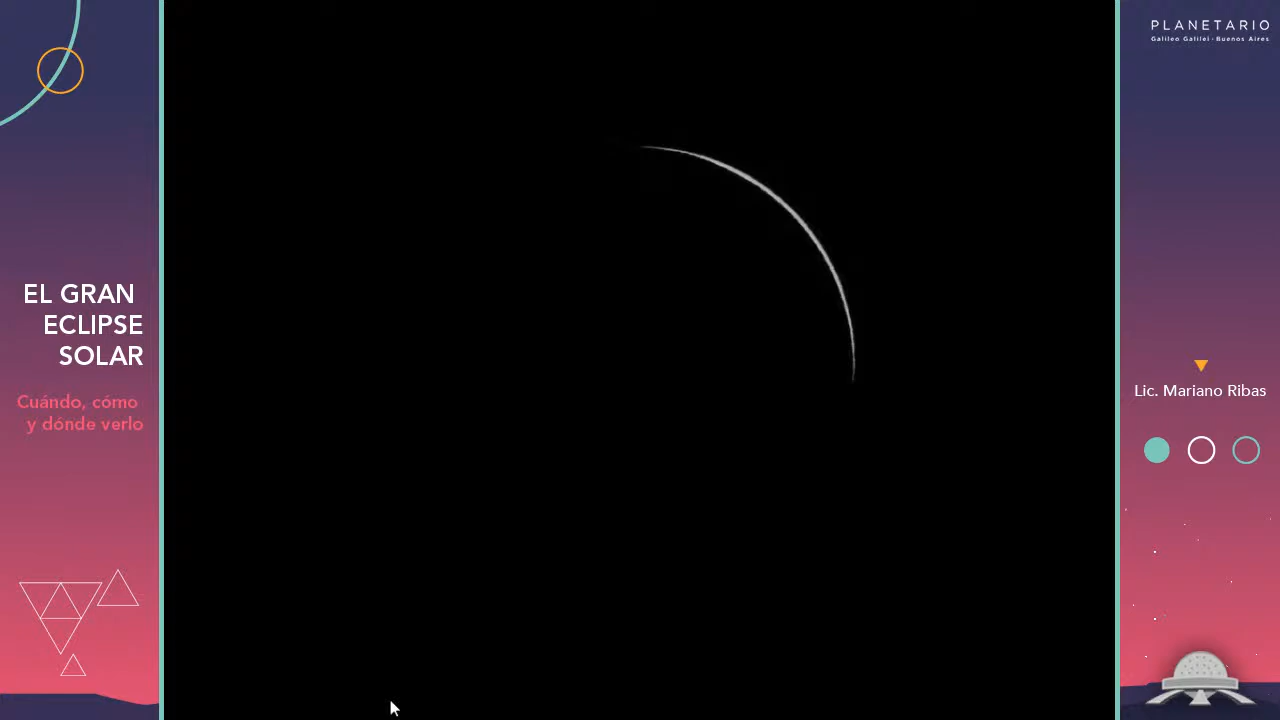 EL GRAN
ECLIPSE
SOLAR
Cuándo, cómo
y dónde verlo
PLANETARIO
Galileo Galilei - Buenos Aires
Lic. Mariano Ribas